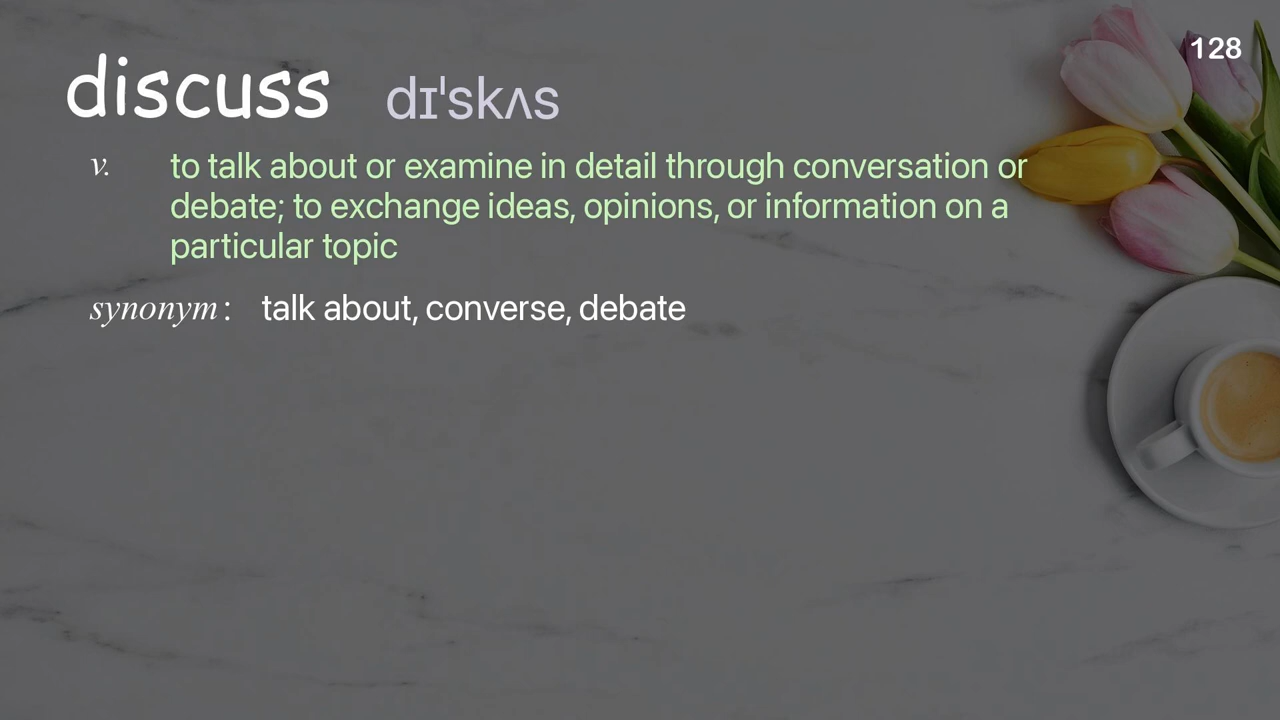 128
discuss dɪˈskʌs
v. to talk about or examine in detail through conversation or
debate; to exchange ideas, opinions, or information on a
particular topic
synonym : talk about, converse, debate